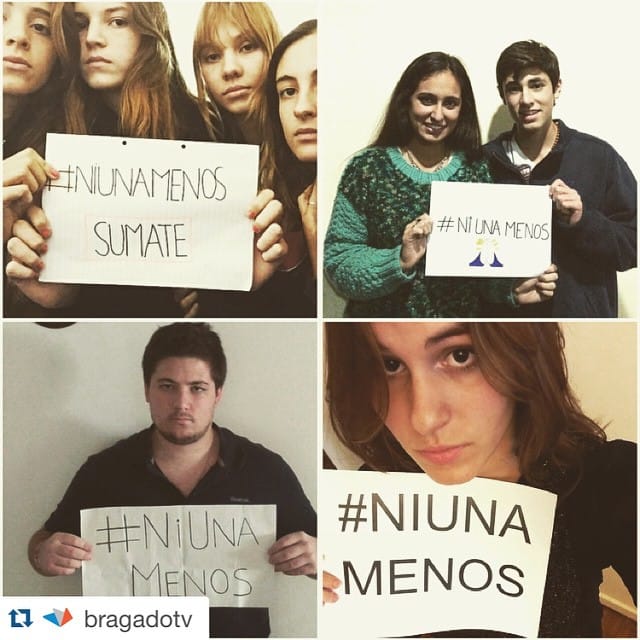 #NIUNAMENOS
SUMATE
#NI UNA MENOS
#NiUNA
MENOS
#NIUNA
MENOS
bragadotv